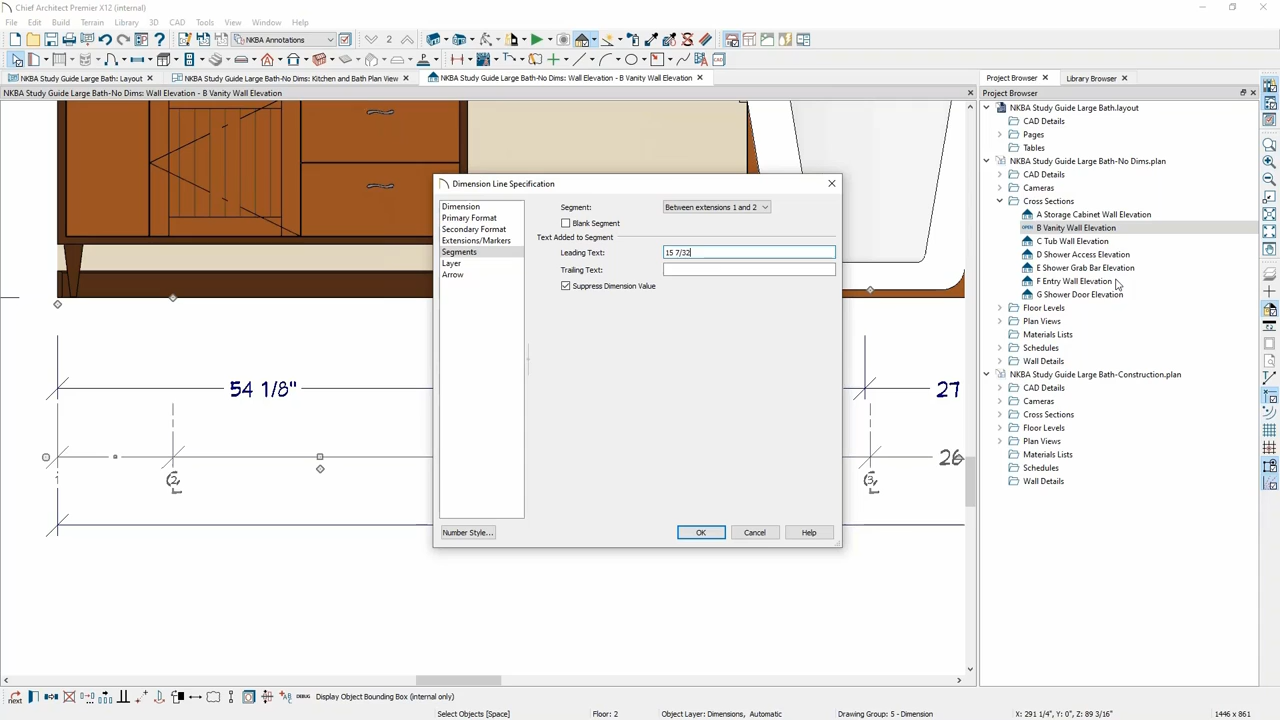 Chief Architect Premier X12 (internal)
File Edit Build Terrain Library 3D CAD Tools View Window Help
NKBA Annotations
2
NKBA Study Guide Large Bath: Layout
NKBA Study Guide Large Bath-No Dims: Kitchen and Bath Plan View
NKBA Study Guide Large Bath-No Dims: Wall Elevation - B Vanity Wall Elevation
Project Browser
Library Browser
NKBA Study Guide Large Bath-No Dims: Wall Elevation - B Vanity Wall Elevation
Project Browser
NKBA Study Guide Large Bath.layout
CAD Details
Pages
Tables
NKBA Study Guide Large Bath-No Dims.plan
CAD Details
Cameras
Cross Sections
A Storage Cabinet Wall Elevation
OPEN B Vanity Wall Elevation
C Tub Wall Elevation
D Shower Access Elevation
E Shower Grab Bar Elevation
F Entry Wall Elevation
G Shower Door Elevation
Floor Levels
Plan Views
Materials Lists
Schedules
Wall Details
NKBA Study Guide Large Bath-Construction.plan
CAD Details
Cameras
Cross Sections
Floor Levels
Plan Views
Materials Lists
Schedules
Wall Details
Dimension Line Specification
Dimension
Primary Format
Secondary Format
Extensions/Markers
Segments
Layer
Arrow
Segment: Between extensions 1 and 2
Blank Segment
Text Added to Segment
Leading Text: 15 7/32
Trailing Text:
Suppress Dimension Value
Number Style...
OK
Cancel
Help
54 1/8"
27
26
Display Object Bounding Box (internal only)
Select Objects [Space]
Floor: 2
Object Layer: Dimensions, Automatic
Drawing Group: 5 - Dimension
X: 291 1/4", Y: 0", Z: 89 3/16"
1446 x 861